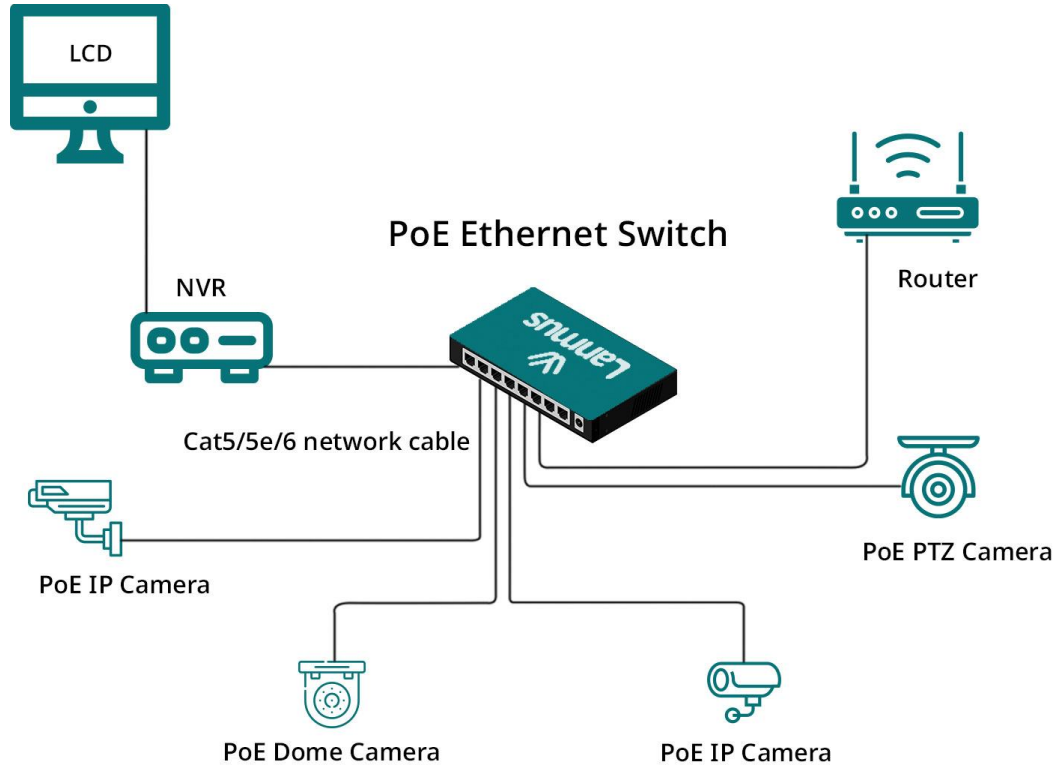 LCD
PoE Ethernet Switch
Router
NVR
Lanmus
Cat5/5e/6 network cable
PoE PTZ Camera
PoE IP Camera
PoE Dome Camera
PoE IP Camera